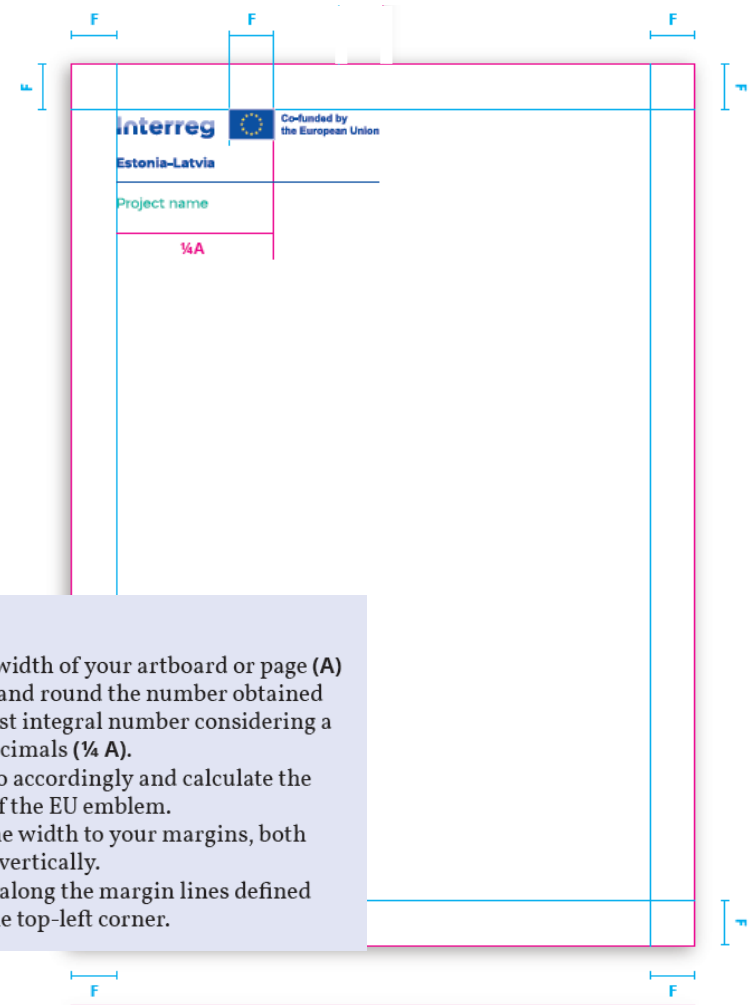 F F F
F F
Interreg
Co-funded by
the European Union
Estonia-Latvia
Project name
¼A
width of your artboard or page (A)
and round the number obtained
integral number considering a
(¼ A).
accordingly and calculate the
the EU emblem.
width to your margins, both
vertically.
along the margin lines defined
top-left corner.
F
F F